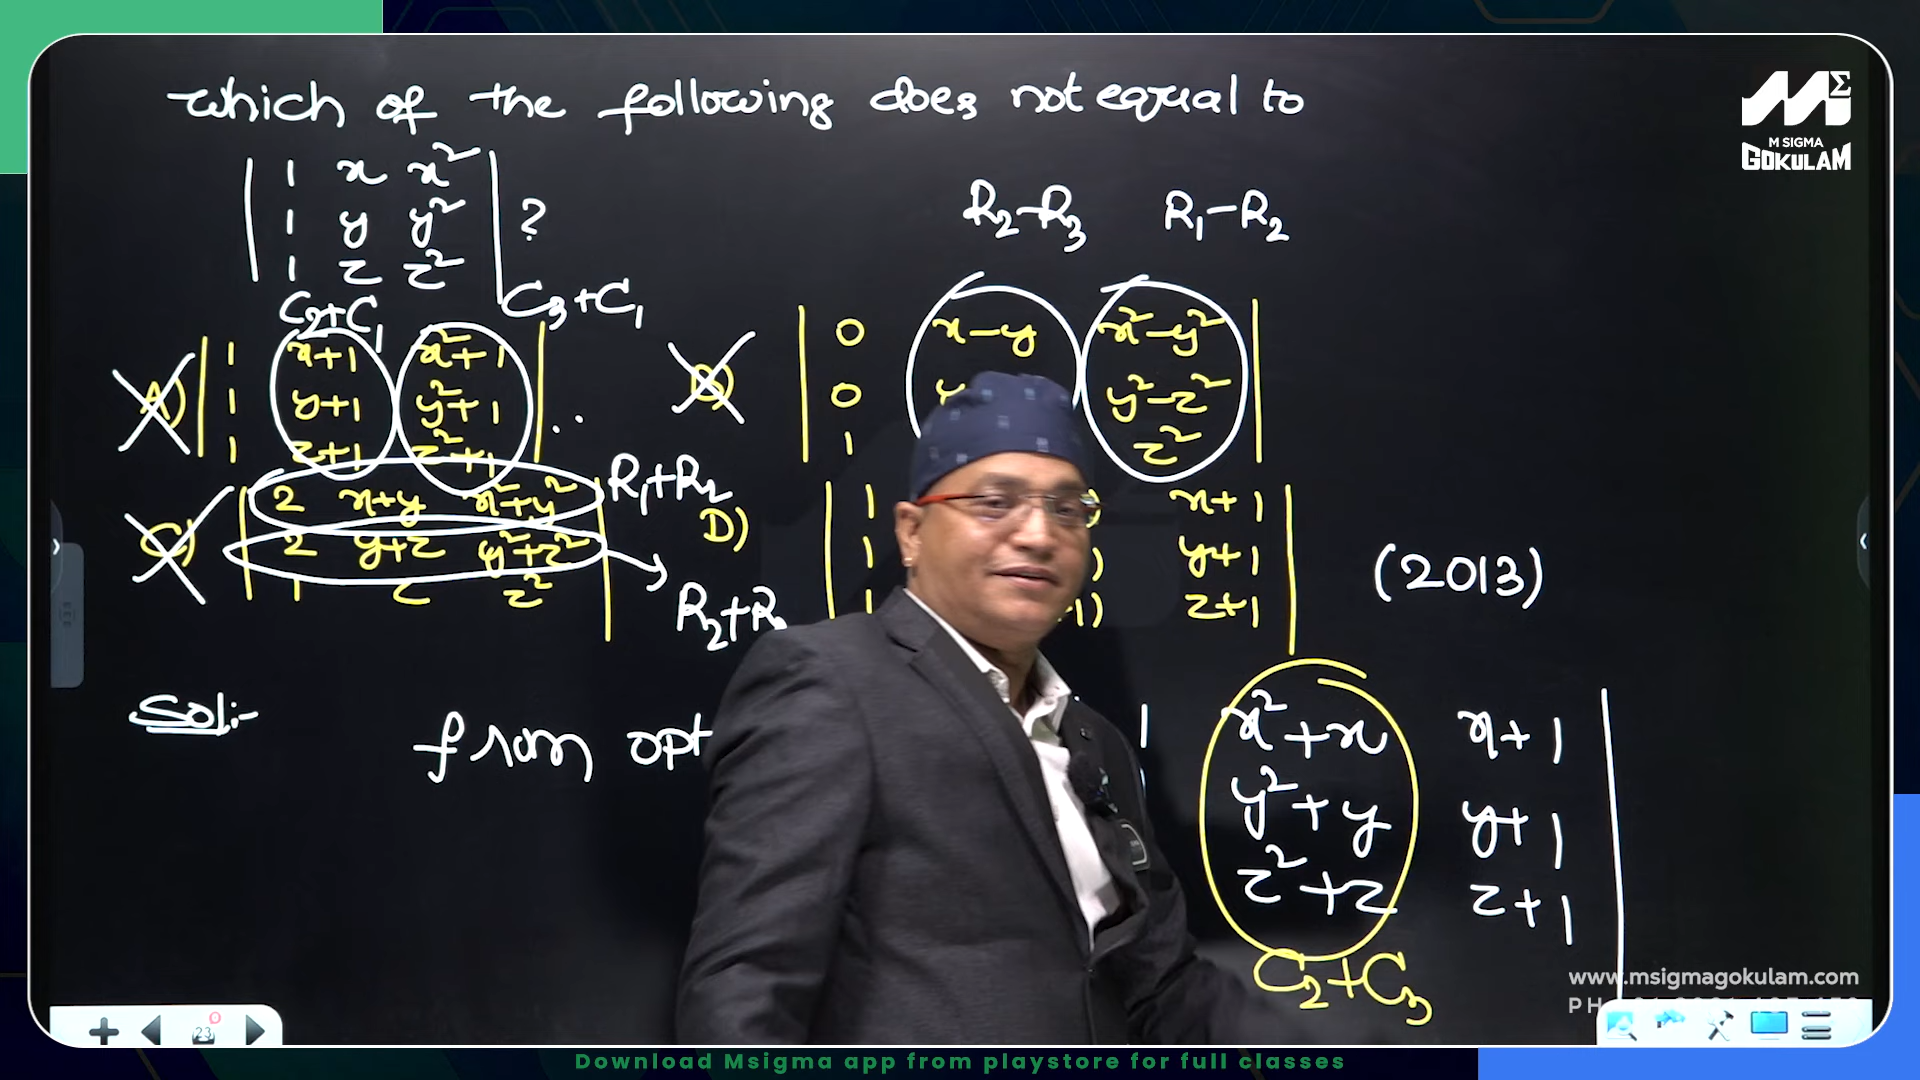 which of the following does not equal to
| 1 x x² |
| 1 y y² | ?
| 1 z z² |
R₂-R₃ R₁-R₂
C₂+C₁ C₃+C₁
A) | 1 x+1 x²+1 |
| 1 y+1 y²+1 | ..
| 1 z+1 z²+1 |
| 0 x-y x²-y² |
| 0 y y²-z² |
| 1 z² |
C) | 2 x+y x²+y² | R₁+R₂
| 2 y+z y²+z² |
| 1 z z² | R₂+R
D) | 1 ) x+1 |
| 1 ) y+1 |
| 1 1) z+1 |
(2013)
Sol:-
from opt
1 x²+x x+1 |
y²+y y+1 |
z²+z z+1 |
C₂+C₃
M Σ
M SIGMA
GOKULAM
www.msigmagokulam.com
PH
23
Download Msigma app from playstore for full classes